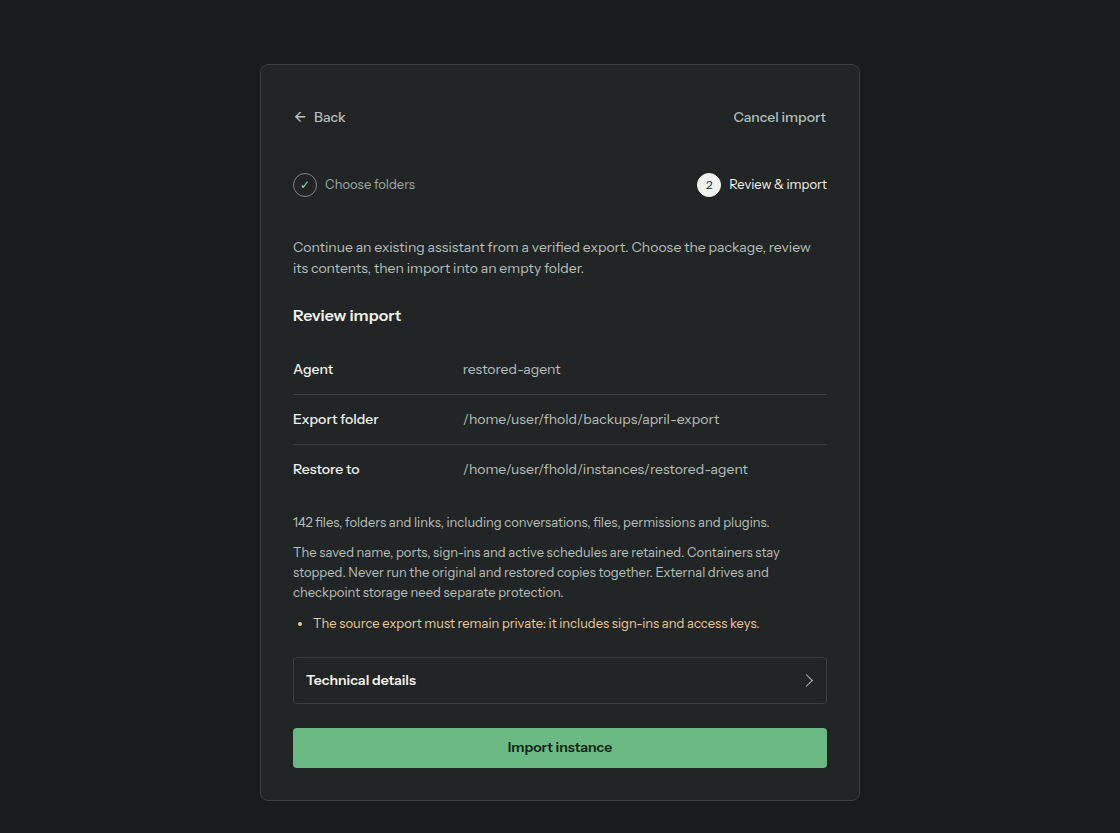 ← Back
Cancel import
✓ Choose folders
2 Review & import
Continue an existing assistant from a verified export. Choose the package, review
its contents, then import into an empty folder.
Review import
Agent restored-agent
Export folder /home/user/fhold/backups/april-export
Restore to /home/user/fhold/instances/restored-agent
142 files, folders and links, including conversations, files, permissions and plugins.
The saved name, ports, sign-ins and active schedules are retained. Containers stay
stopped. Never run the original and restored copies together. External drives and
checkpoint storage need separate protection.
• The source export must remain private: it includes sign-ins and access keys.
Technical details
Import instance